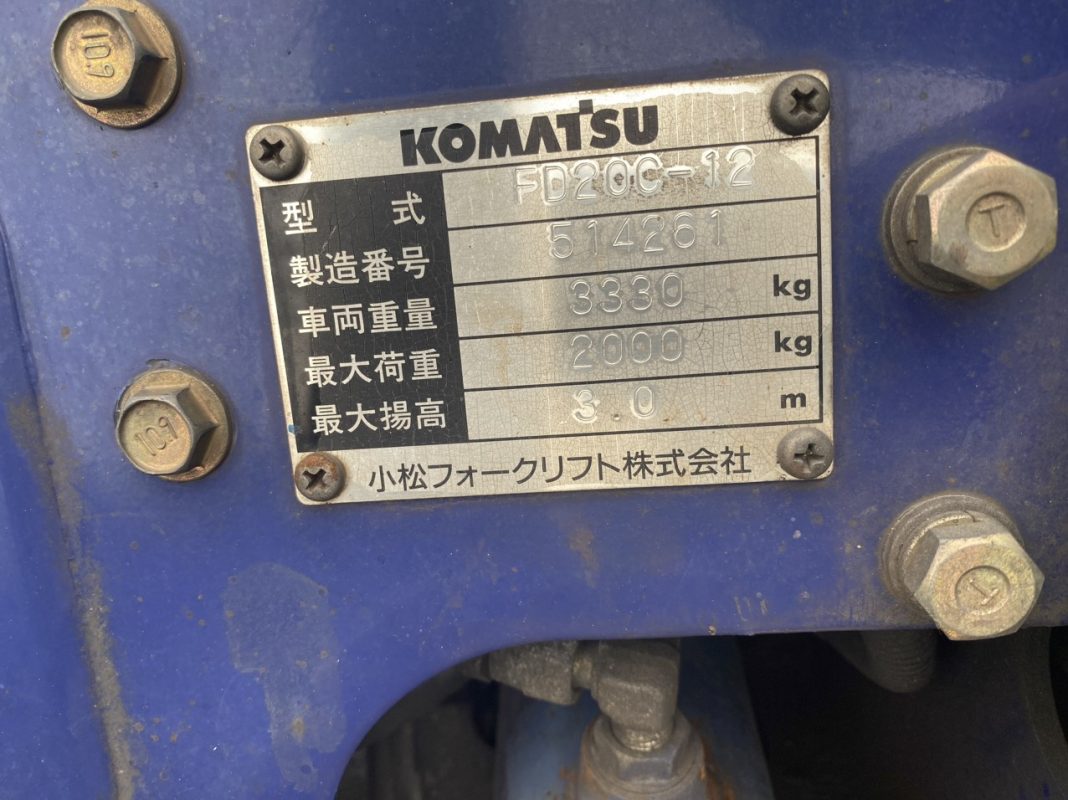 10.9
KOMATSU
型式 FD20C-12
製造番号 514261
車両重量 3330 kg
最大荷重 2000 kg
最大揚高 3 0 m
小松フォークリフト株式会社
T
10.9
T